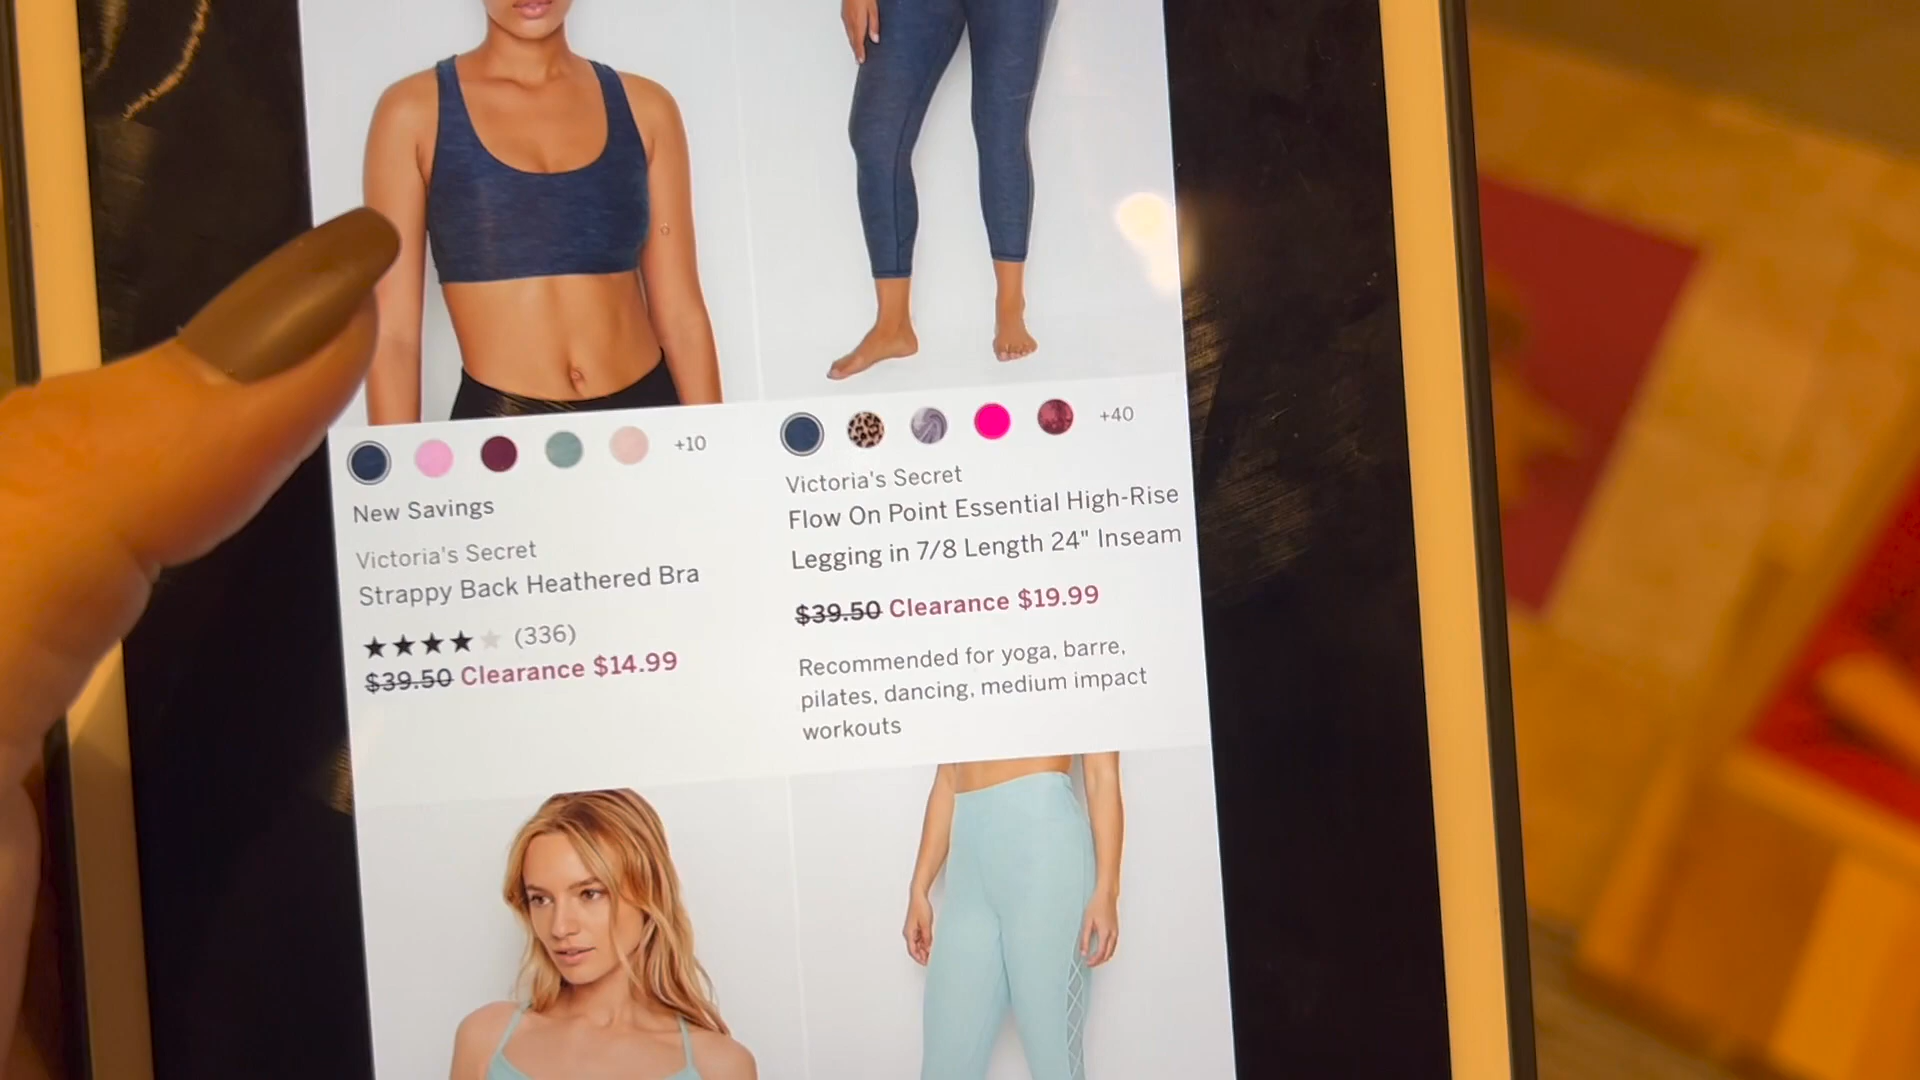 +10
New Savings
Victoria's Secret
Strappy Back Heathered Bra
(336)
$39.50 Clearance $14.99
+40
Victoria's Secret
Flow On Point Essential High-Rise
Legging in 7/8 Length 24" Inseam
$39.50 Clearance $19.99
Recommended for yoga, barre,
pilates, dancing, medium impact
workouts